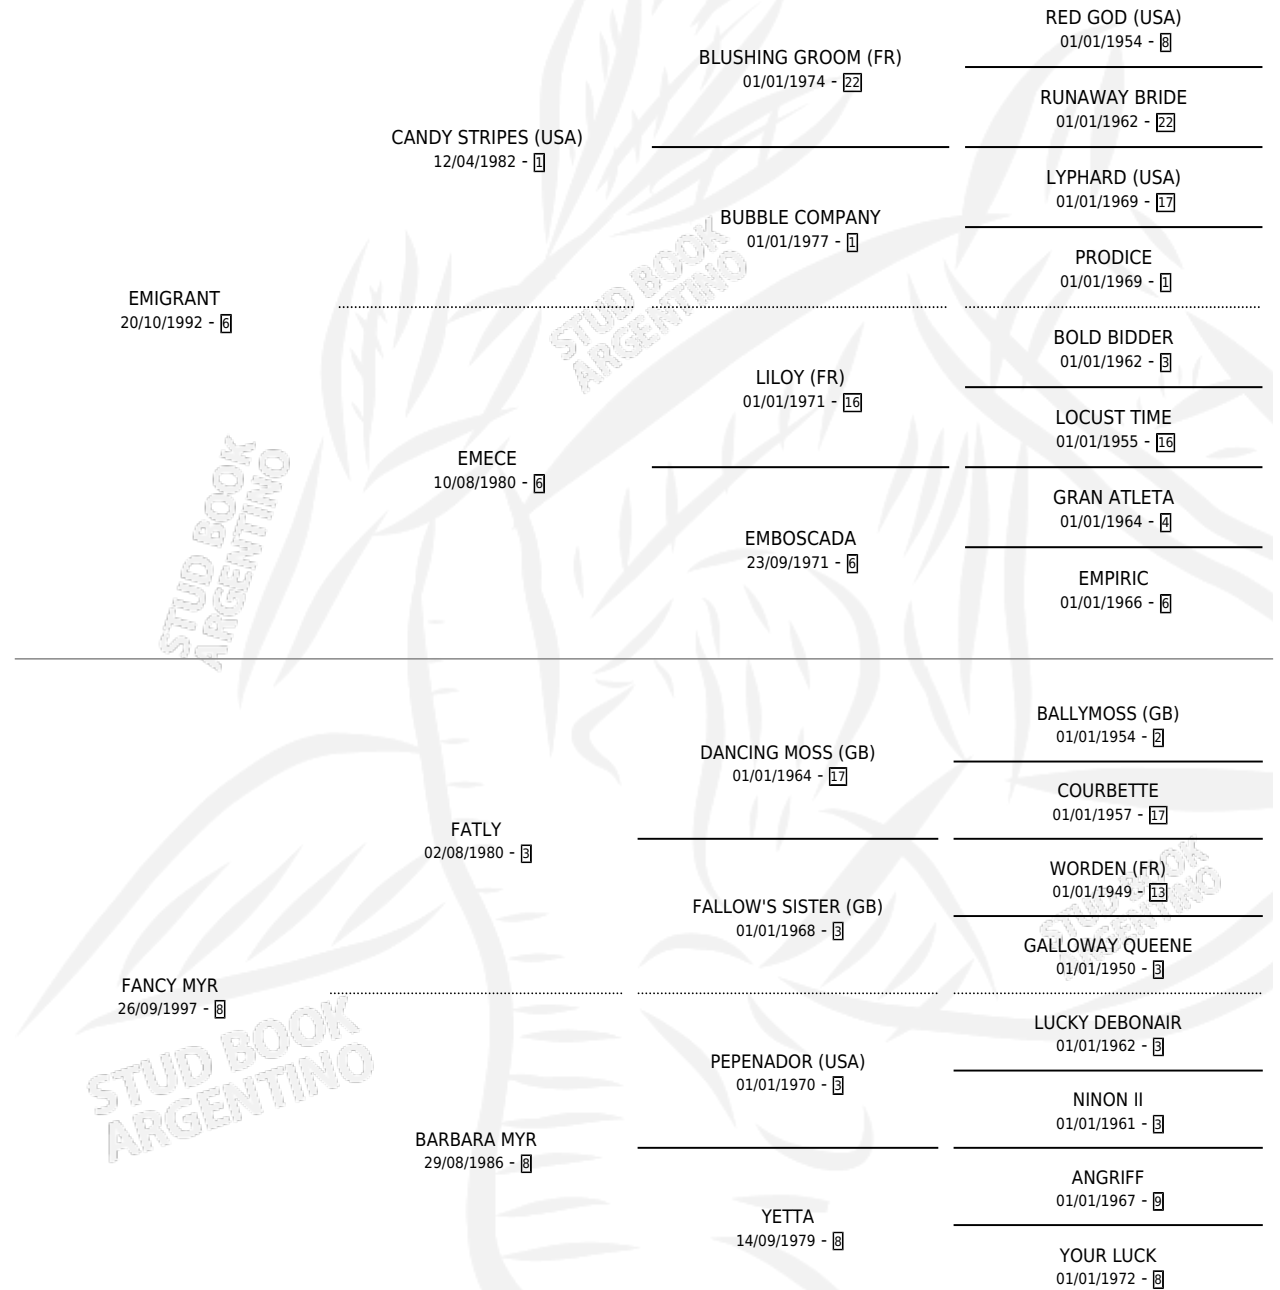 RED GOD (USA)
01/01/1954 - 8
BLUSHING GROOM (FR)
01/01/1974 - 22
RUNAWAY BRIDE
01/01/1962 - 22
CANDY STRIPES (USA)
12/04/1982 - 1
LYPHARD (USA)
01/01/1969 - 17
BUBBLE COMPANY
01/01/1977 - 1
PRODICE
01/01/1969 - 1
EMIGRANT
20/10/1992 - 6
BOLD BIDDER
01/01/1962 - 3
LILOY (FR)
01/01/1971 - 16
LOCUST TIME
01/01/1955 - 16
EMECE
10/08/1980 - 6
GRAN ATLETA
01/01/1964 - 4
EMBOSCADA
23/09/1971 - 6
EMPIRIC
01/01/1966 - 6
BALLYMOSS (GB)
01/01/1954 - 2
DANCING MOSS (GB)
01/01/1964 - 17
COURBETTE
01/01/1957 - 17
FATLY
02/08/1980 - 3
WORDEN (FR)
01/01/1949 - 13
FALLOW'S SISTER (GB)
01/01/1968 - 3
GALLOWAY QUEENE
01/01/1950 - 3
FANCY MYR
26/09/1997 - 8
LUCKY DEBONAIR
01/01/1962 - 3
PEPENADOR (USA)
01/01/1970 - 3
NINON II
01/01/1961 - 3
BARBARA MYR
29/08/1986 - 8
ANGRIFF
01/01/1967 - 9
YETTA
14/09/1979 - 8
YOUR LUCK
01/01/1972 - 8
STUD BOOK
ARGENTINO
STUD BOOK
ARGENTINO
STUD BOOK
ARGENTINO
STUD BOOK
ARGENTINO